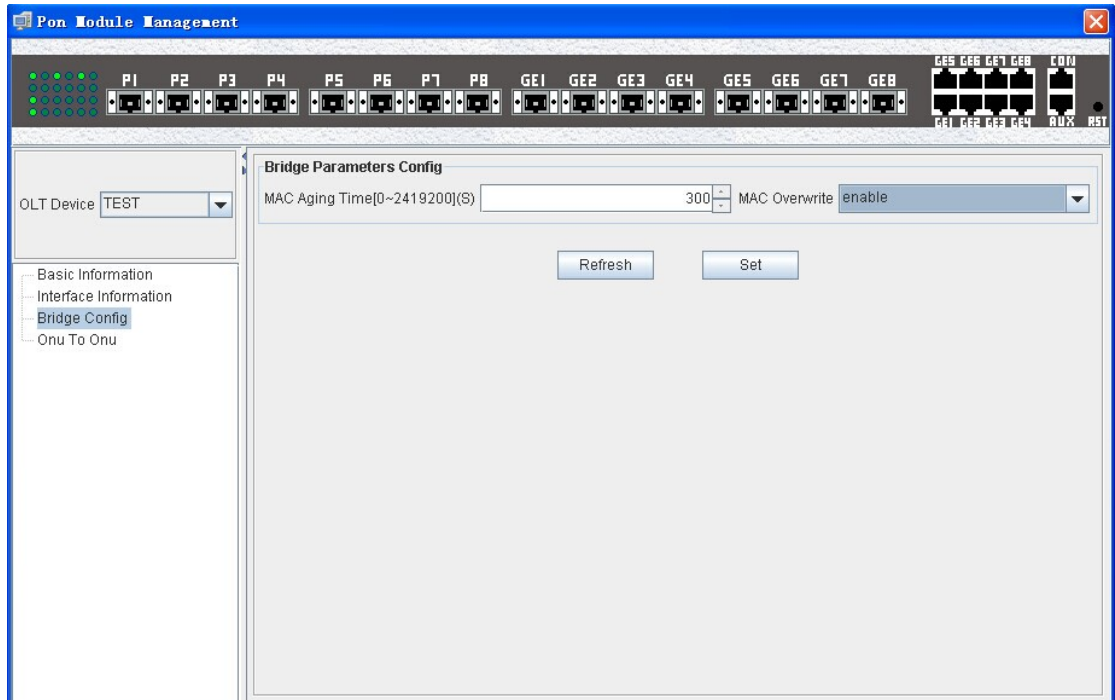 Pon Module Management
GE5 GE6 GE7 GE8 CON
P1 P2 P3 P4 P5 P6 P7 P8 GE1 GE2 GE3 GE4 GE5 GE6 GE7 GE8
GE1 GE2 GE3 GE4 AUX RST
OLT Device TEST
Basic Information
Interface Information
Bridge Config
Onu To Onu
Bridge Parameters Config
MAC Aging Time[0~2419200](S) 300 MAC Overwrite enable
Refresh Set